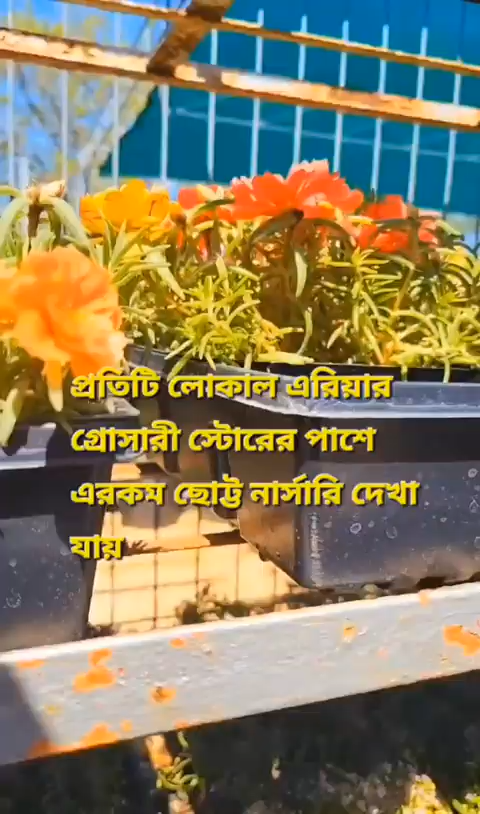 প্রতিটি লোকাল এরিয়ার
গ্রোসারী স্টোরের পাশে
এরকম ছোট্ট নার্সারি দেখা
যায়